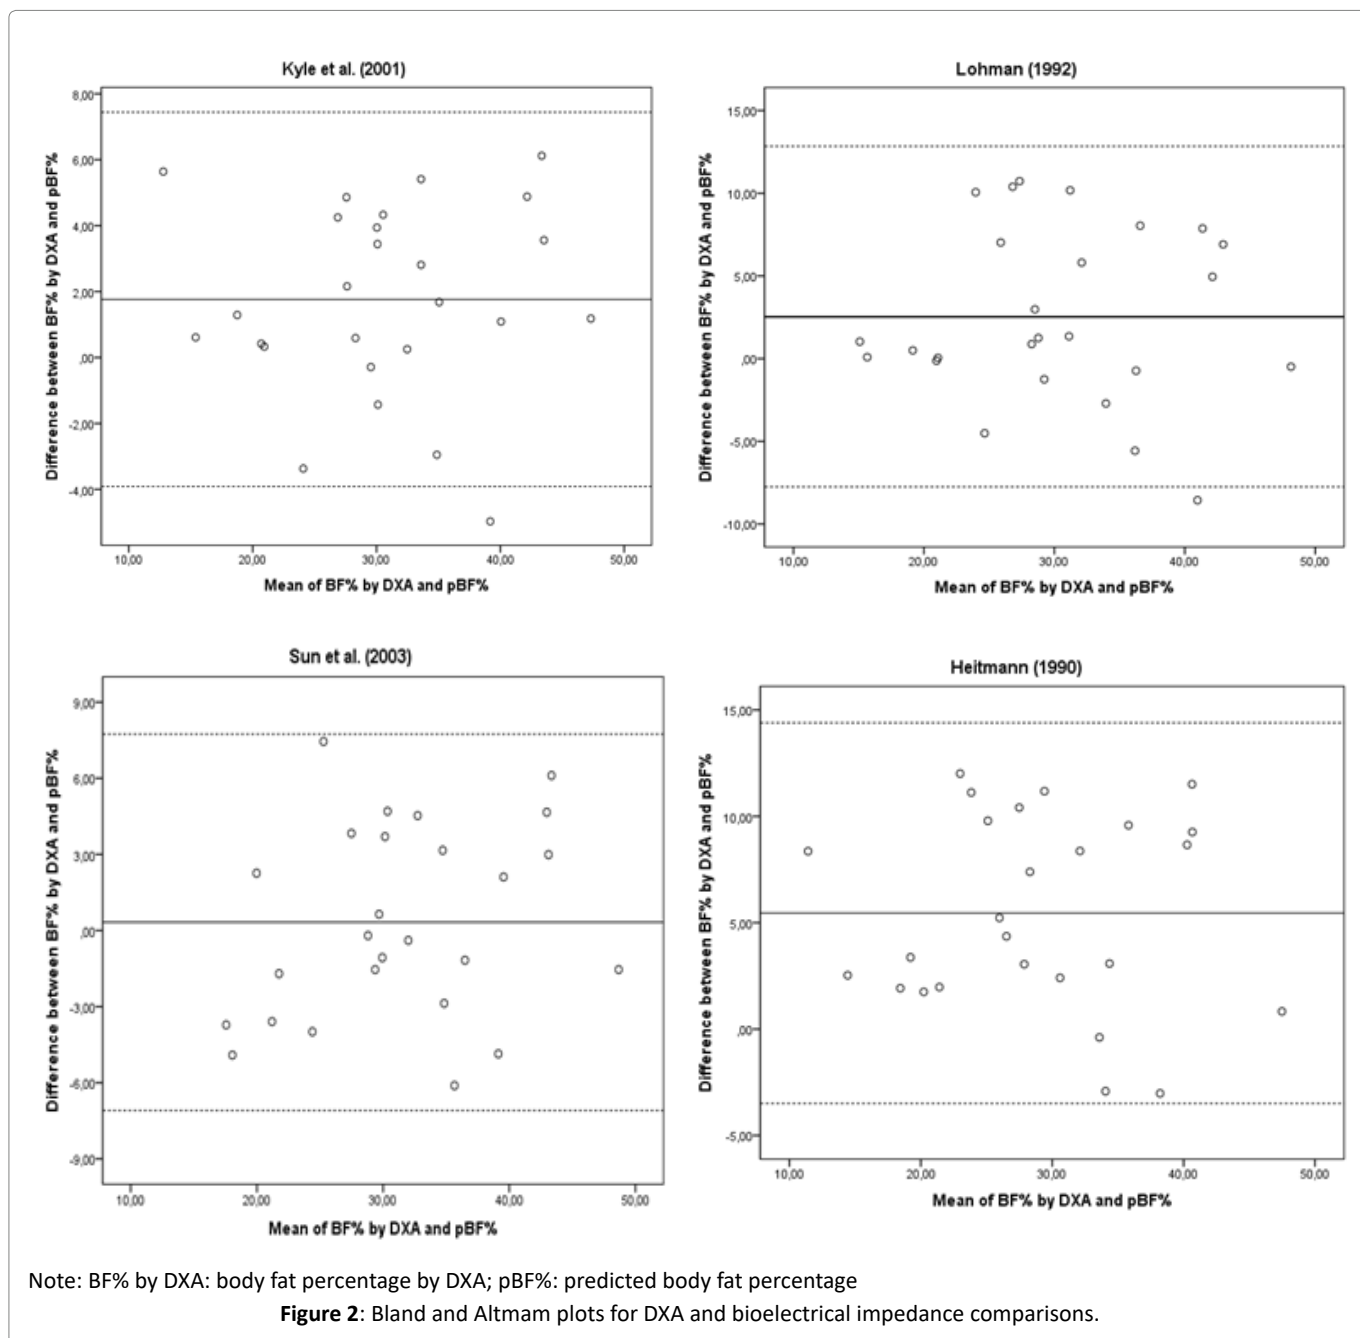 Kyle et al. (2001)
8,00
6,00
4,00
2,00
,00
-2,00
-4,00
Difference between BF% by DXA and pBF%
10,00 20,00 30,00 40,00 50,00
Mean of BF% by DXA and pBF%
Lohman (1992)
15,00
10,00
5,00
,00
-5,00
-10,00
Difference between BF% by DXA and pBF%
10,00 20,00 30,00 40,00 50,00
Mean of BF% by DXA and pBF%
Sun et al. (2003)
9,00
6,00
3,00
,00
-3,00
-6,00
-9,00
Difference between BF% by DXA and pBF%
10,00 20,00 30,00 40,00 50,00
Mean of BF% by DXA and pBF%
Heitmann (1990)
15,00
10,00
5,00
,00
-5,00
Difference between BF% by DXA and pBF%
10,00 20,00 30,00 40,00 50,00
Mean of BF% by DXA and pBF%
Note: BF% by DXA: body fat percentage by DXA; pBF%: predicted body fat percentage
Figure 2: Bland and Altmam plots for DXA and bioelectrical impedance comparisons.